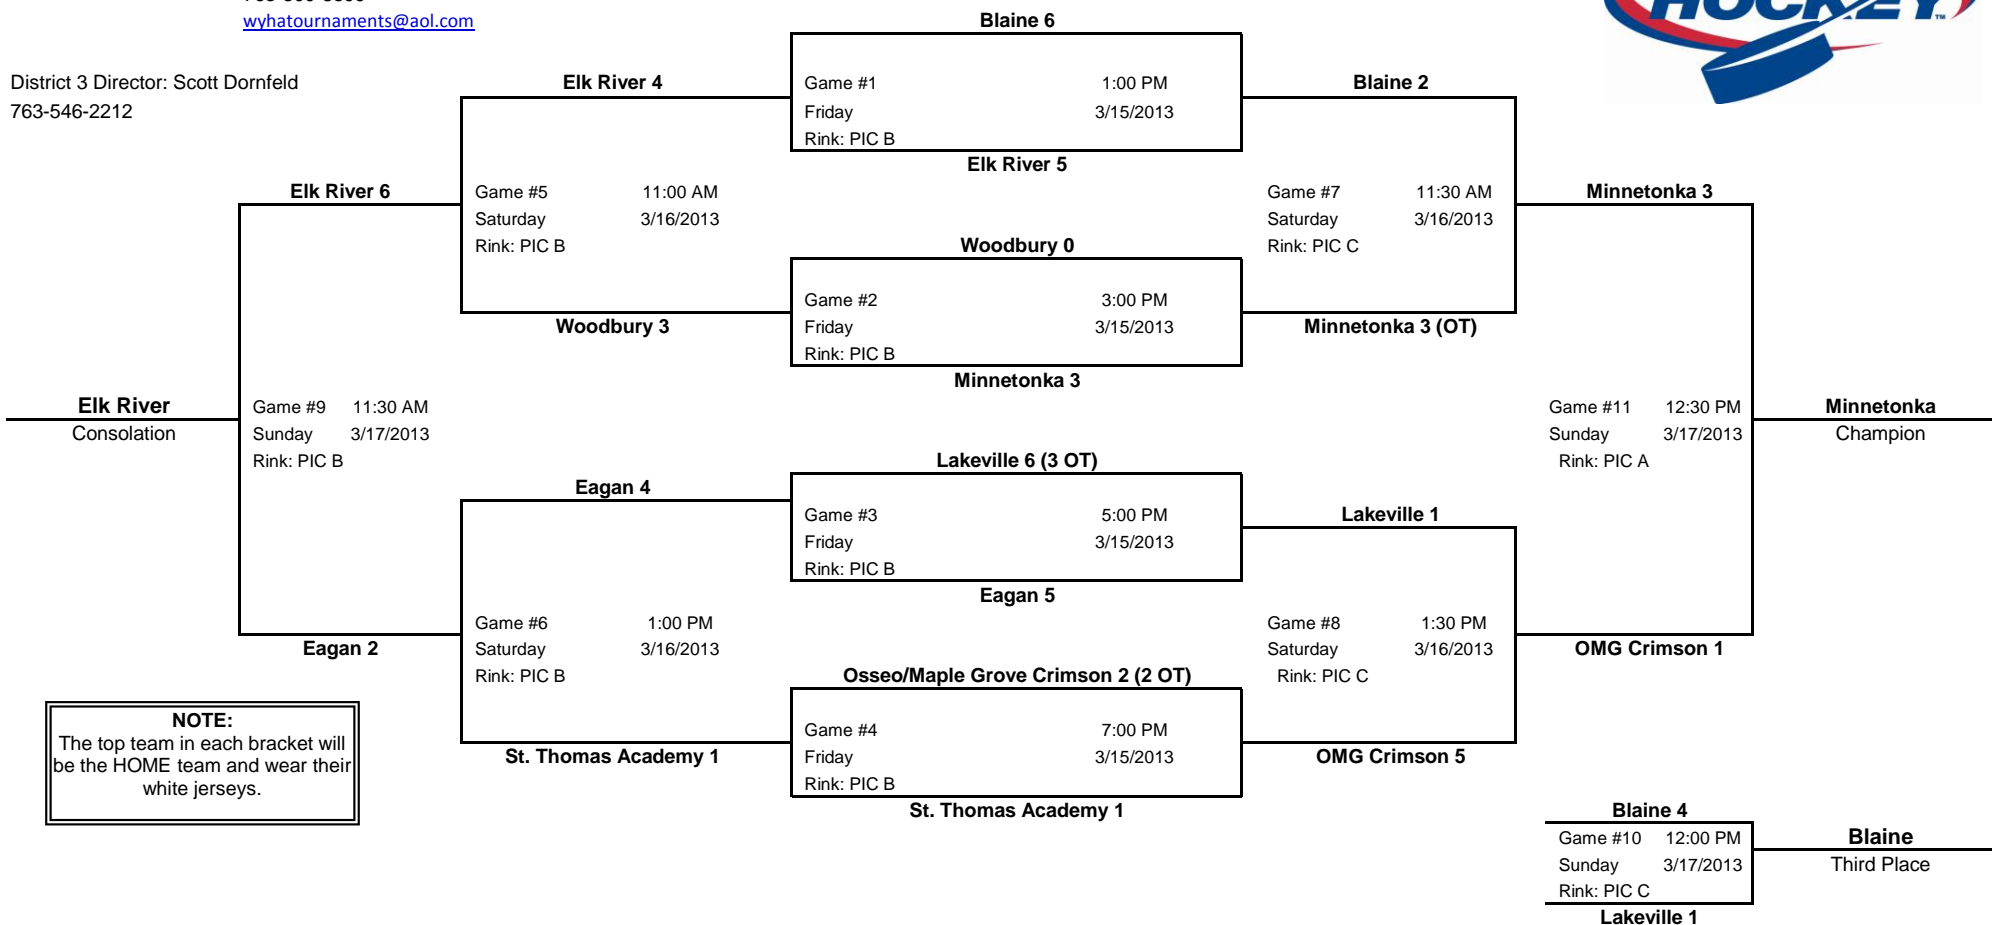 wyhatournaments@aol.com
HOCKEY™
District 3 Director: Scott Dornfeld
763-546-2212
Blaine 6
Game #1 1:00 PM
Friday 3/15/2013
Rink: PIC B
Elk River 5
Elk River 4
Game #5 11:00 AM
Saturday 3/16/2013
Rink: PIC B
Woodbury 3
Blaine 2
Game #7 11:30 AM
Saturday 3/16/2013
Rink: PIC C
Minnetonka 3 (OT)
Woodbury 0
Game #2 3:00 PM
Friday 3/15/2013
Rink: PIC B
Minnetonka 3
Elk River 6
Game #9 11:30 AM
Sunday 3/17/2013
Rink: PIC B
Eagan 2
Elk River
Consolation
Minnetonka 3
Game #11 12:30 PM
Sunday 3/17/2013
Rink: PIC A
OMG Crimson 1
Minnetonka
Champion
Lakeville 6 (3 OT)
Game #3 5:00 PM
Friday 3/15/2013
Rink: PIC B
Eagan 5
Eagan 4
Game #6 1:00 PM
Saturday 3/16/2013
Rink: PIC B
St. Thomas Academy 1
Lakeville 1
Game #8 1:30 PM
Saturday 3/16/2013
Rink: PIC C
OMG Crimson 5
Osseo/Maple Grove Crimson 2 (2 OT)
Game #4 7:00 PM
Friday 3/15/2013
Rink: PIC B
St. Thomas Academy 1
NOTE:
The top team in each bracket will
be the HOME team and wear their
white jerseys.
Blaine 4
Game #10 12:00 PM
Sunday 3/17/2013
Rink: PIC C
Lakeville 1
Blaine
Third Place